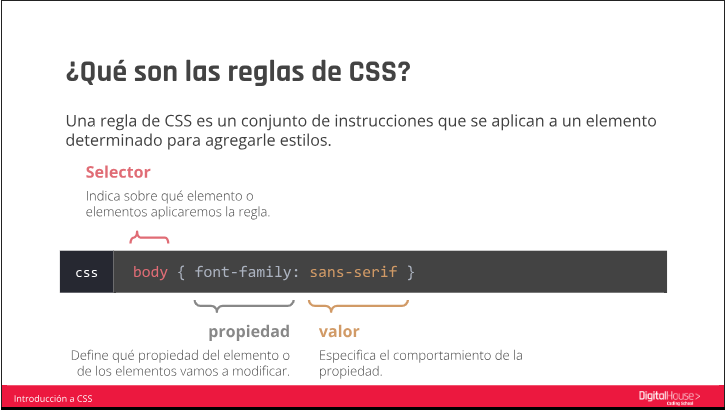 ¿Qué son las reglas de CSS?
Una regla de CSS es un conjunto de instrucciones que se aplican a un elemento
determinado para agregarle estilos.
Selector
Indica sobre qué elemento o
elementos aplicaremos la regla.
css
body { font-family: sans-serif }
propiedad
Define qué propiedad del elemento o
de los elementos vamos a modificar.
valor
Especifica el comportamiento de la
propiedad.
Introducción a CSS
DigitalHouse>
Coding School